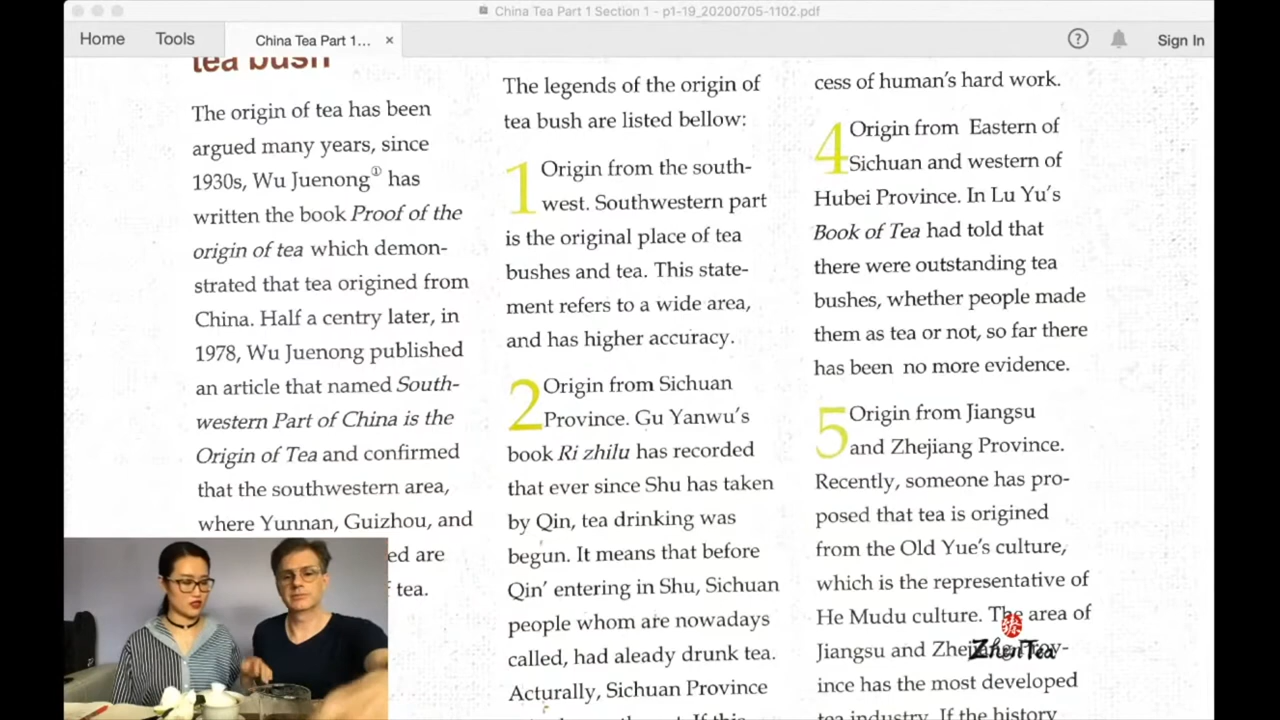 China Tea Part 1 Section 1 - p1-19_20200705-1102.pdf
Home
Tools
China Tea Part 1...
×
?
Sign In
tea bush
The origin of tea has been
argued many years, since
1930s, Wu Juenong① has
written the book Proof of the
origin of tea which demon-
strated that tea origined from
China. Half a centry later, in
1978, Wu Juenong published
an article that named South-
western Part of China is the
Origin of Tea and confirmed
that the southwestern area,
where Yunnan, Guizhou, and
ed are
tea.
The legends of the origin of
tea bush are listed bellow:
1 Origin from the south-
west. Southwestern part
is the original place of tea
bushes and tea. This state-
ment refers to a wide area,
and has higher accuracy.
2 Origin from Sichuan
Province. Gu Yanwu's
book Ri zhilu has recorded
that ever since Shu has taken
by Qin, tea drinking was
begun. It means that before
Qin' entering in Shu, Sichuan
people whom are nowadays
called, had aleady drunk tea.
Acturally, Sichuan Province
cess of human's hard work.
4 Origin from Eastern of
Sichuan and western of
Hubei Province. In Lu Yu's
Book of Tea had told that
there were outstanding tea
bushes, whether people made
them as tea or not, so far there
has been no more evidence.
5 Origin from Jiangsu
and Zhejiang Province.
Recently, someone has pro-
posed that tea is origined
from the Old Yue's culture,
which is the representative of
He Mudu culture. The area of
Jiangsu and Zhejiang Prov-
ince has the most developed
tea industry. If the history
ZhenTea